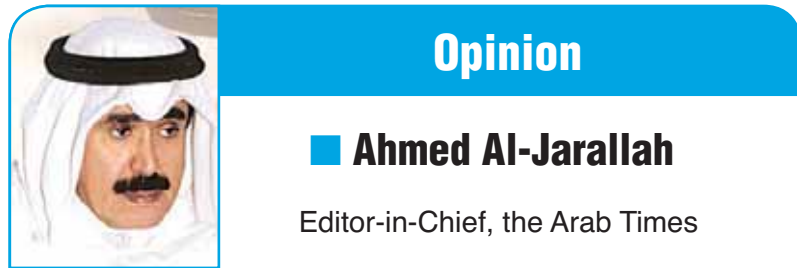 Opinion
Ahmed Al-Jarallah
Editor-in-Chief, the Arab Times